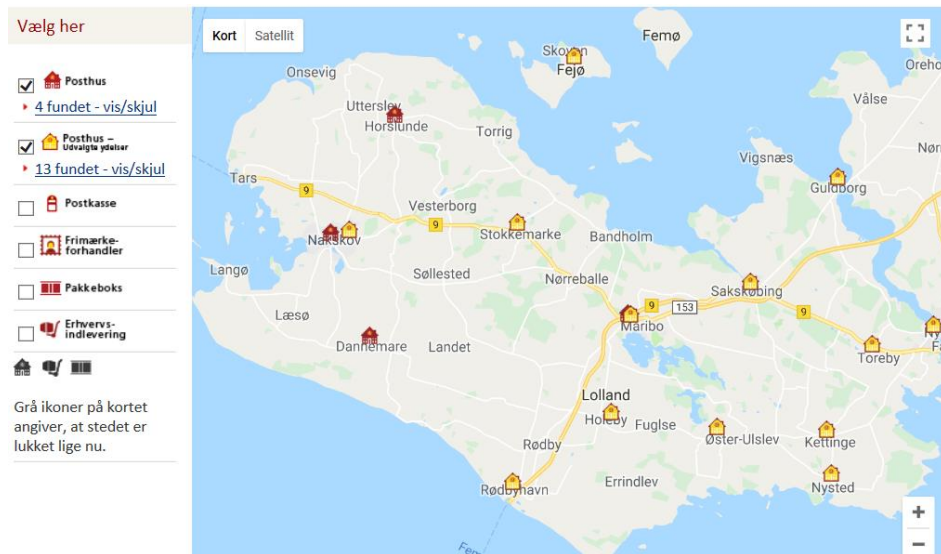 Vælg her
Posthus
4 fundet - vis/skjul
Posthus –
Udvalgte ydelser
13 fundet - vis/skjul
Postkasse
Frimærke-
forhandler
Pakkeboks
Erhvervs-
indlevering
Grå ikoner på kortet
angiver, at stedet er
lukket lige nu.
Kort Satellit
Femø
Fejø
Onsevig
Vålse
Utterslev
Horslunde
Torrig
Vigsnæs
Tars
9
Guldborg
Vesterborg
9
Stokkemarke
Bandholm
Nakskov
Langø
Søllested
Nørreballe
Sakskøbing
Læsø
9
153
9
Maribo
Dannemare
Landet
Toreby
Lolland
Holeby
Fuglse
Rødby
Øster-Ulslev
Kettinge
Errindlev
Rødbyhavn
Nysted
+
−